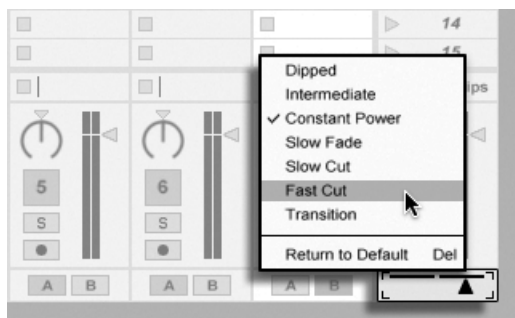 14
15
ips
Dipped
Intermediate
✓ Constant Power
Slow Fade
Slow Cut
Fast Cut
Transition
Return to Default Del
5 6
S S
A B A B A B